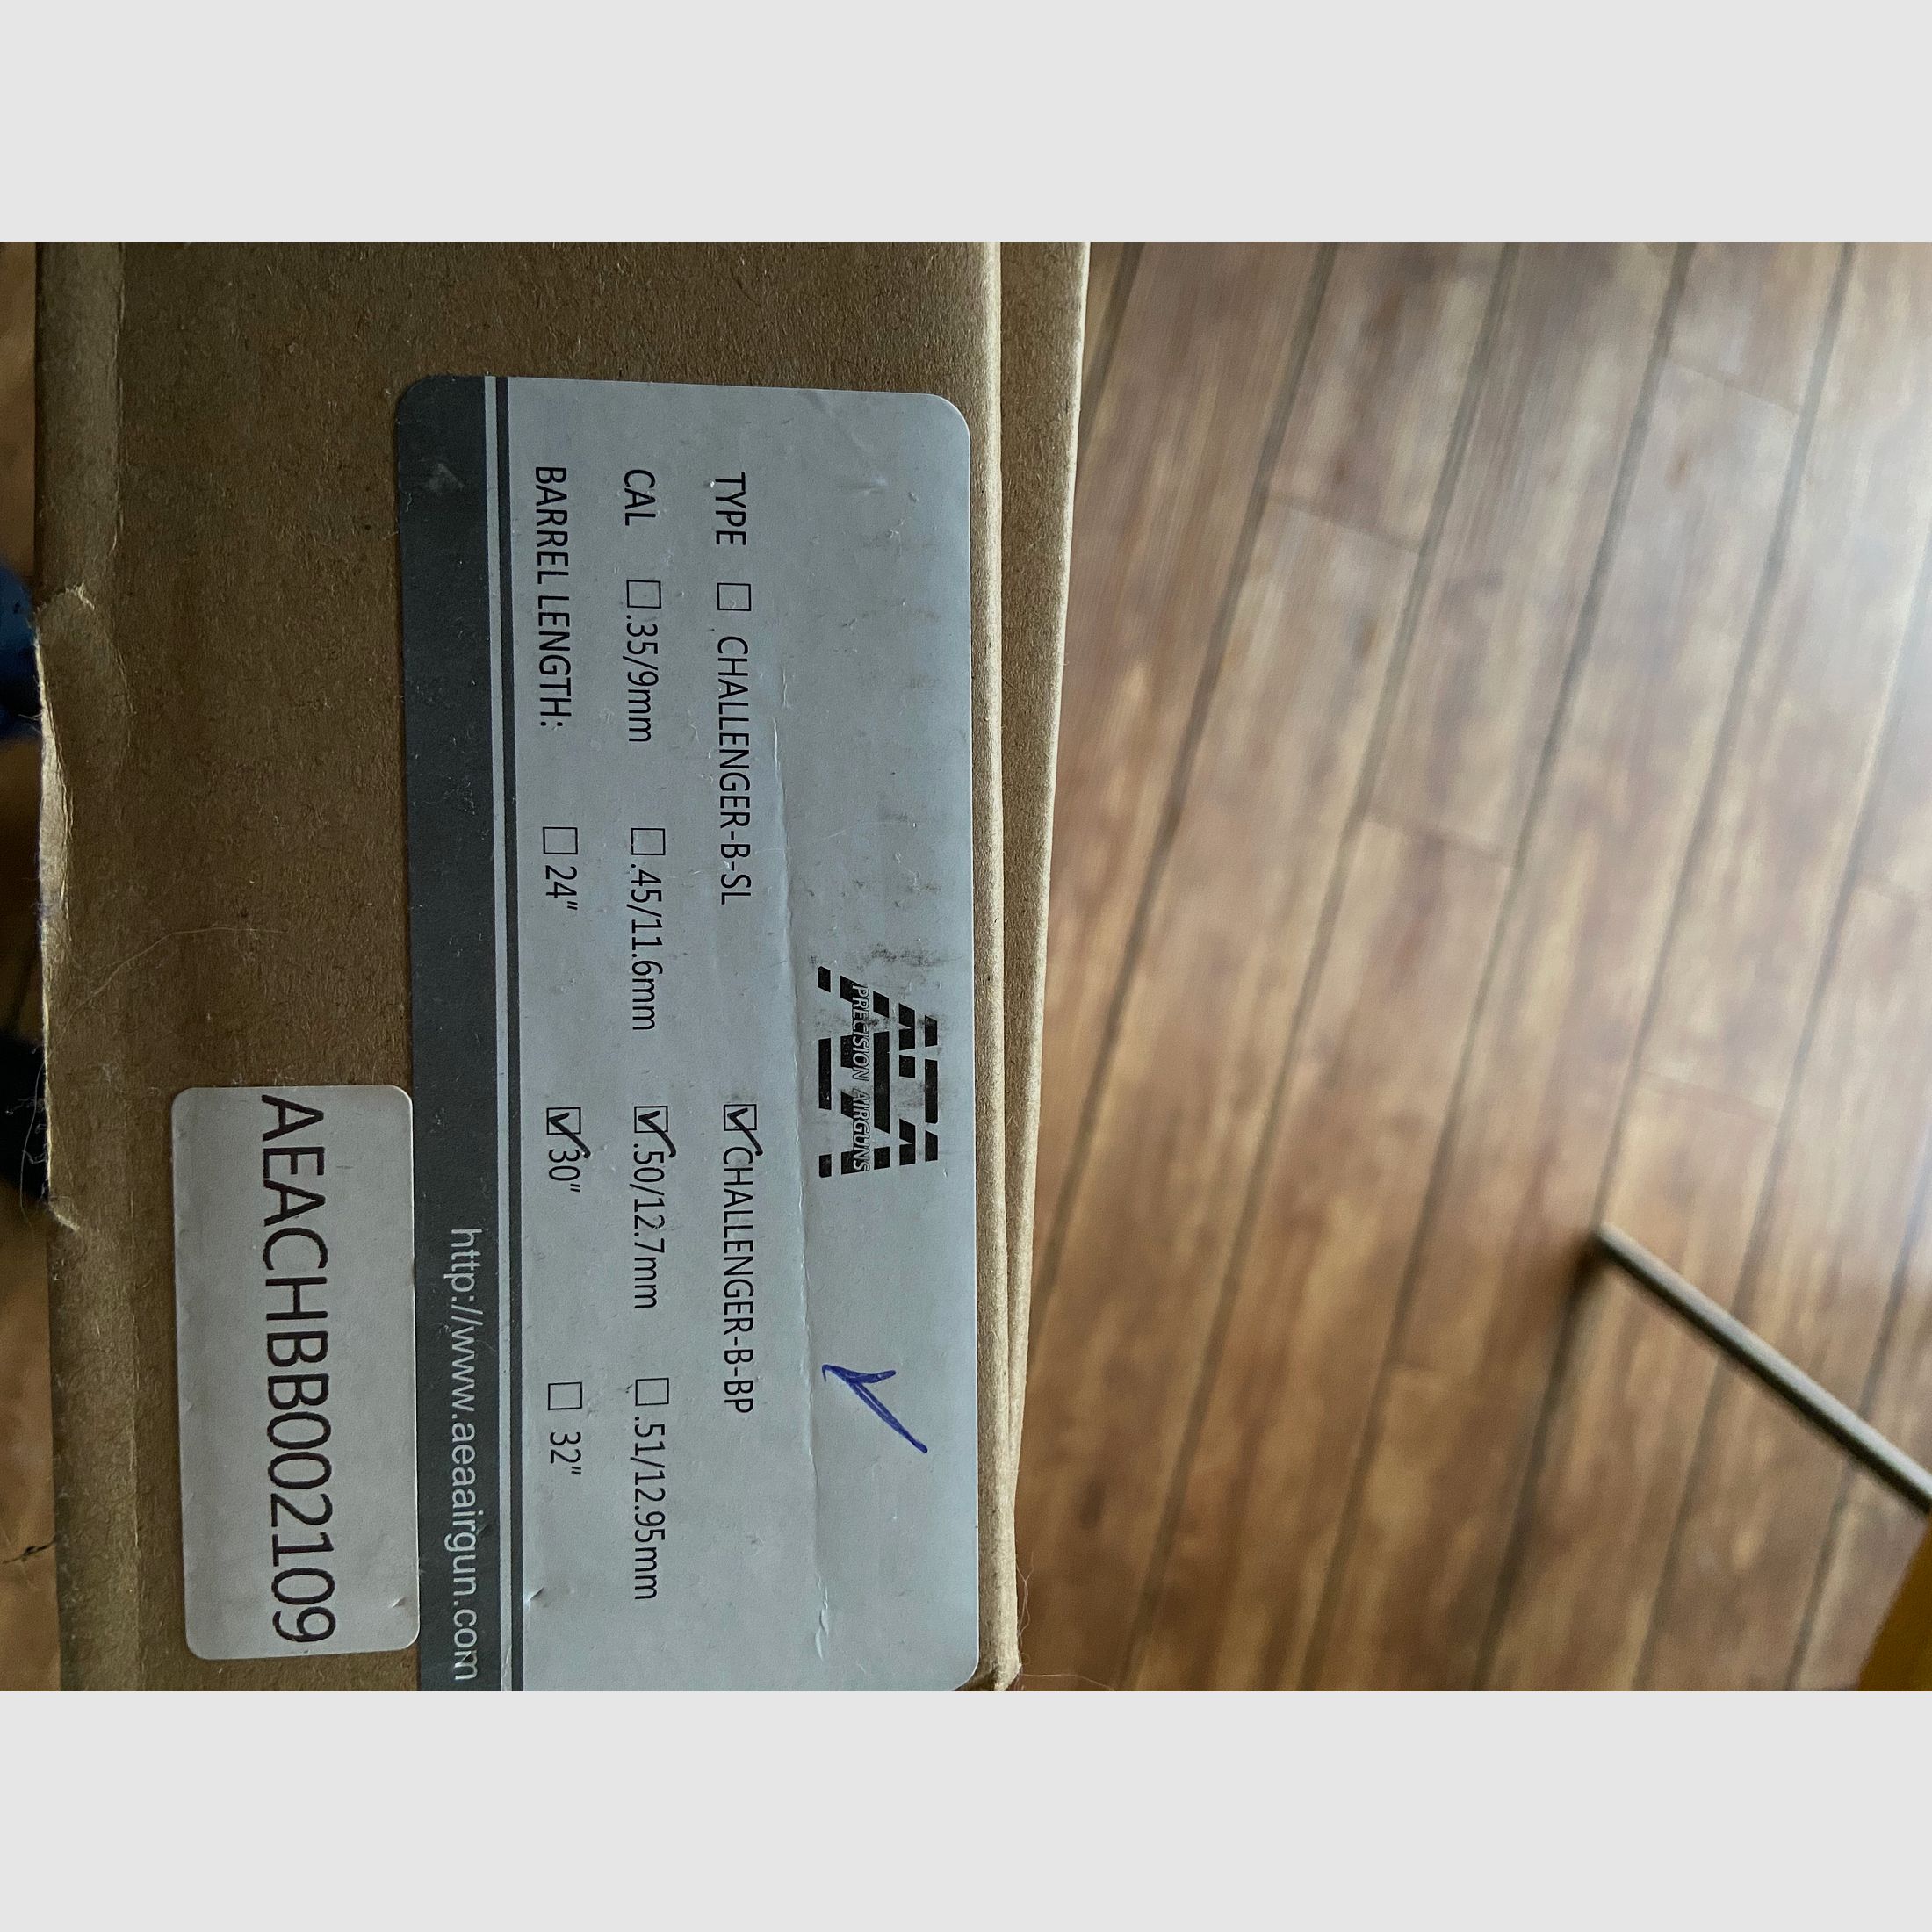 AEA
PRECISION AIRGUNS
TYPE ☐ CHALLENGER-B-SL ☑ CHALLENGER-B-BP
CAL ☐ .35/9mm ☐ .45/11.6mm ☑ .50/12.7mm ☐ .51/12.95mm
BARREL LENGTH: ☐ 24" ☑ 30" ☐ 32"
http://www.aeaairgun.com
AEACHBB002109